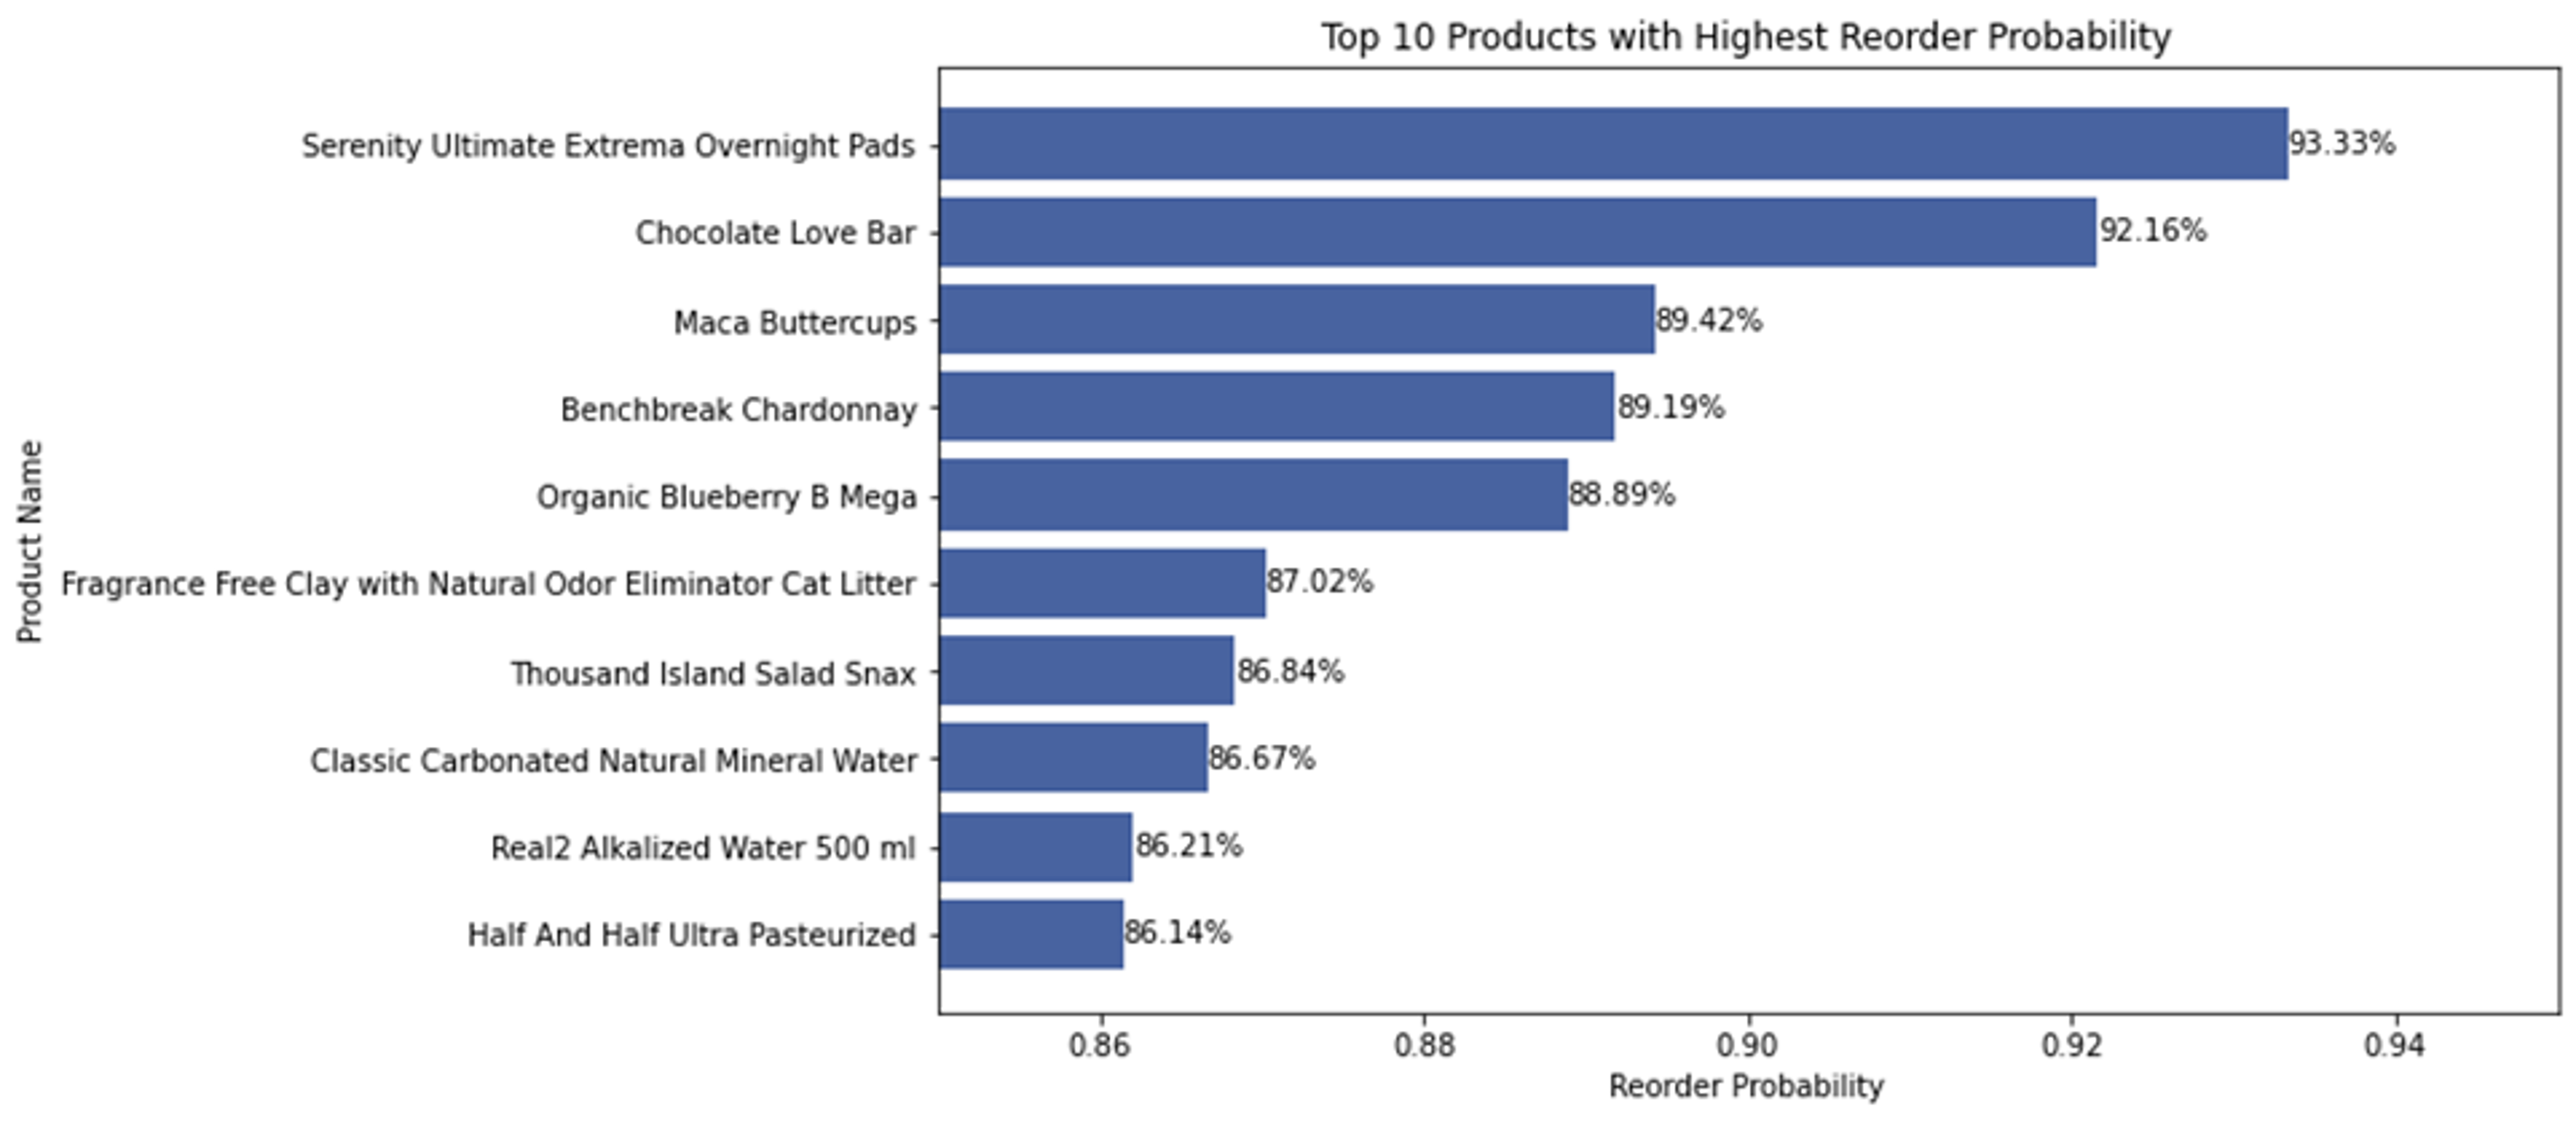 Top 10 Products with Highest Reorder Probability
Product Name
Serenity Ultimate Extrema Overnight Pads
93.33%
Chocolate Love Bar
92.16%
Maca Buttercups
89.42%
Benchbreak Chardonnay
89.19%
Organic Blueberry B Mega
88.89%
Fragrance Free Clay with Natural Odor Eliminator Cat Litter
87.02%
Thousand Island Salad Snax
86.84%
Classic Carbonated Natural Mineral Water
86.67%
Real2 Alkalized Water 500 ml
86.21%
Half And Half Ultra Pasteurized
86.14%
0.86
0.88
0.90
0.92
0.94
Reorder Probability